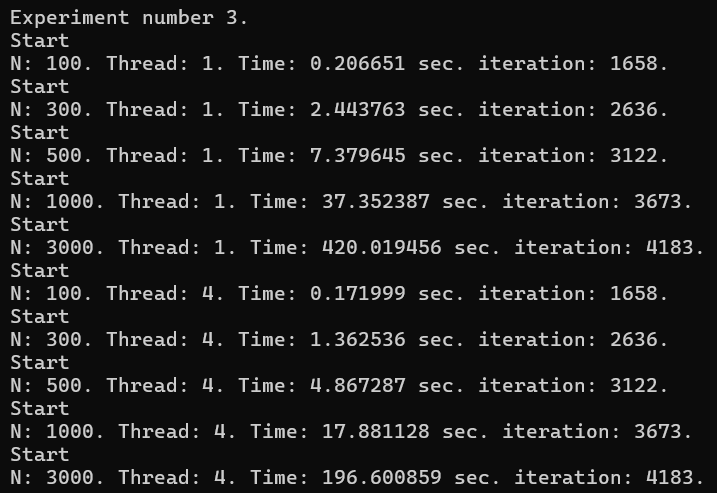 Experiment number 3.
Start
N: 100. Thread: 1. Time: 0.206651 sec. iteration: 1658.
Start
N: 300. Thread: 1. Time: 2.443763 sec. iteration: 2636.
Start
N: 500. Thread: 1. Time: 7.379645 sec. iteration: 3122.
Start
N: 1000. Thread: 1. Time: 37.352387 sec. iteration: 3673.
Start
N: 3000. Thread: 1. Time: 420.019456 sec. iteration: 4183.
Start
N: 100. Thread: 4. Time: 0.171999 sec. iteration: 1658.
Start
N: 300. Thread: 4. Time: 1.362536 sec. iteration: 2636.
Start
N: 500. Thread: 4. Time: 4.867287 sec. iteration: 3122.
Start
N: 1000. Thread: 4. Time: 17.881128 sec. iteration: 3673.
Start
N: 3000. Thread: 4. Time: 196.600859 sec. iteration: 4183.